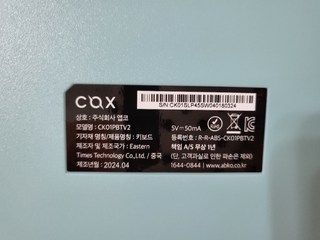 S/N:CK01SLP45SW040160324
COX
상호 : 주식회사 앱코
모델명 : CK01PBTV2
기자재 명칭/제품명칭 : 키보드
제조자 및 제조국가 : Eastern
Times Technology Co.,Ltd / 중국
제조년월 : 2024.04
5V⎓50mA
등록번호 : R-R-ABS-CK01PBTV2
책임 A/S 무상 1년
(단, 고객과실로 인한 파손은 제외)
1644-0844 | www.abko.co.kr